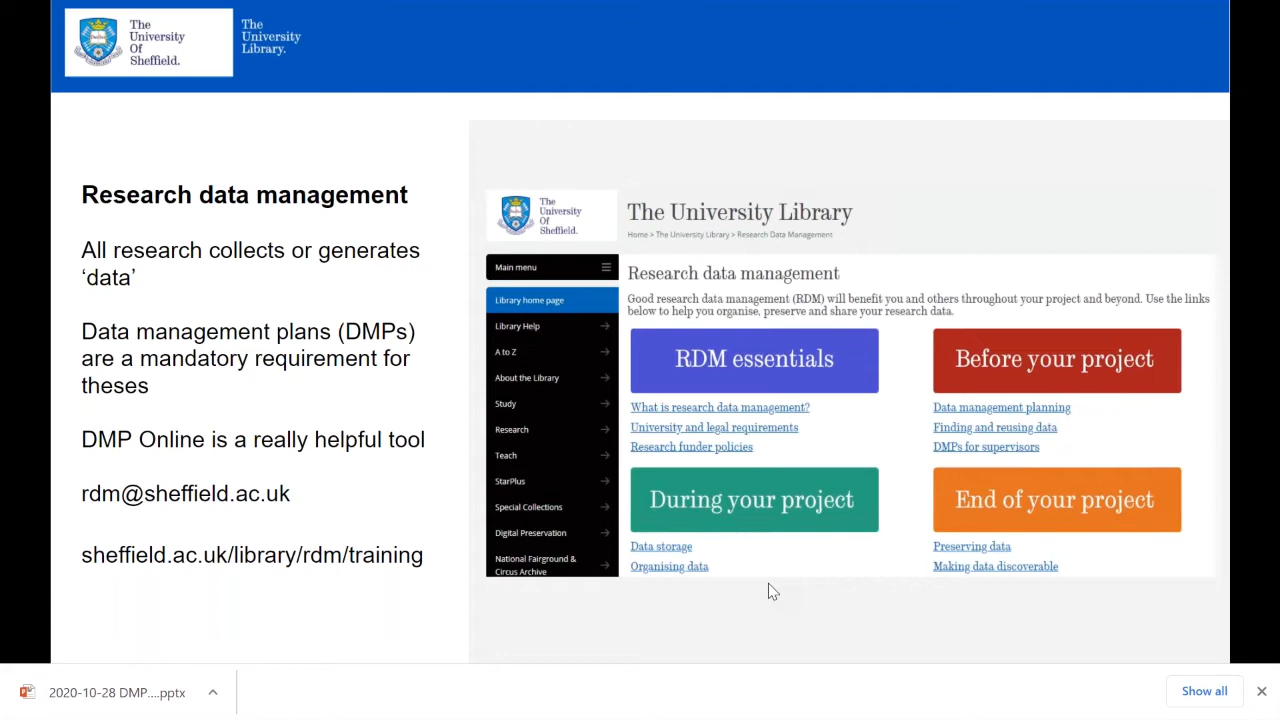 The
University
Of
Sheffield.
The
University
Library.
Research data management
All research collects or generates
‘data’
Data management plans (DMPs)
are a mandatory requirement for
theses
DMP Online is a really helpful tool
rdm@sheffield.ac.uk
sheffield.ac.uk/library/rdm/training
The
University
Of
Sheffield.
The University Library
Home > The University Library > Research Data Management
Main menu
Library home page
Library Help
A to Z
About the Library
Study
Research
Teach
StarPlus
Special Collections
Digital Preservation
National Fairground &
Circus Archive
Research data management
Good research data management (RDM) will benefit you and others throughout your project and beyond. Use the links
below to help you organise, preserve and share your research data.
RDM essentials
What is research data management?
University and legal requirements
Research funder policies
Before your project
Data management planning
Finding and reusing data
DMPs for supervisors
During your project
Data storage
Organising data
End of your project
Preserving data
Making data discoverable
2020-10-28 DMP....pptx
Show all